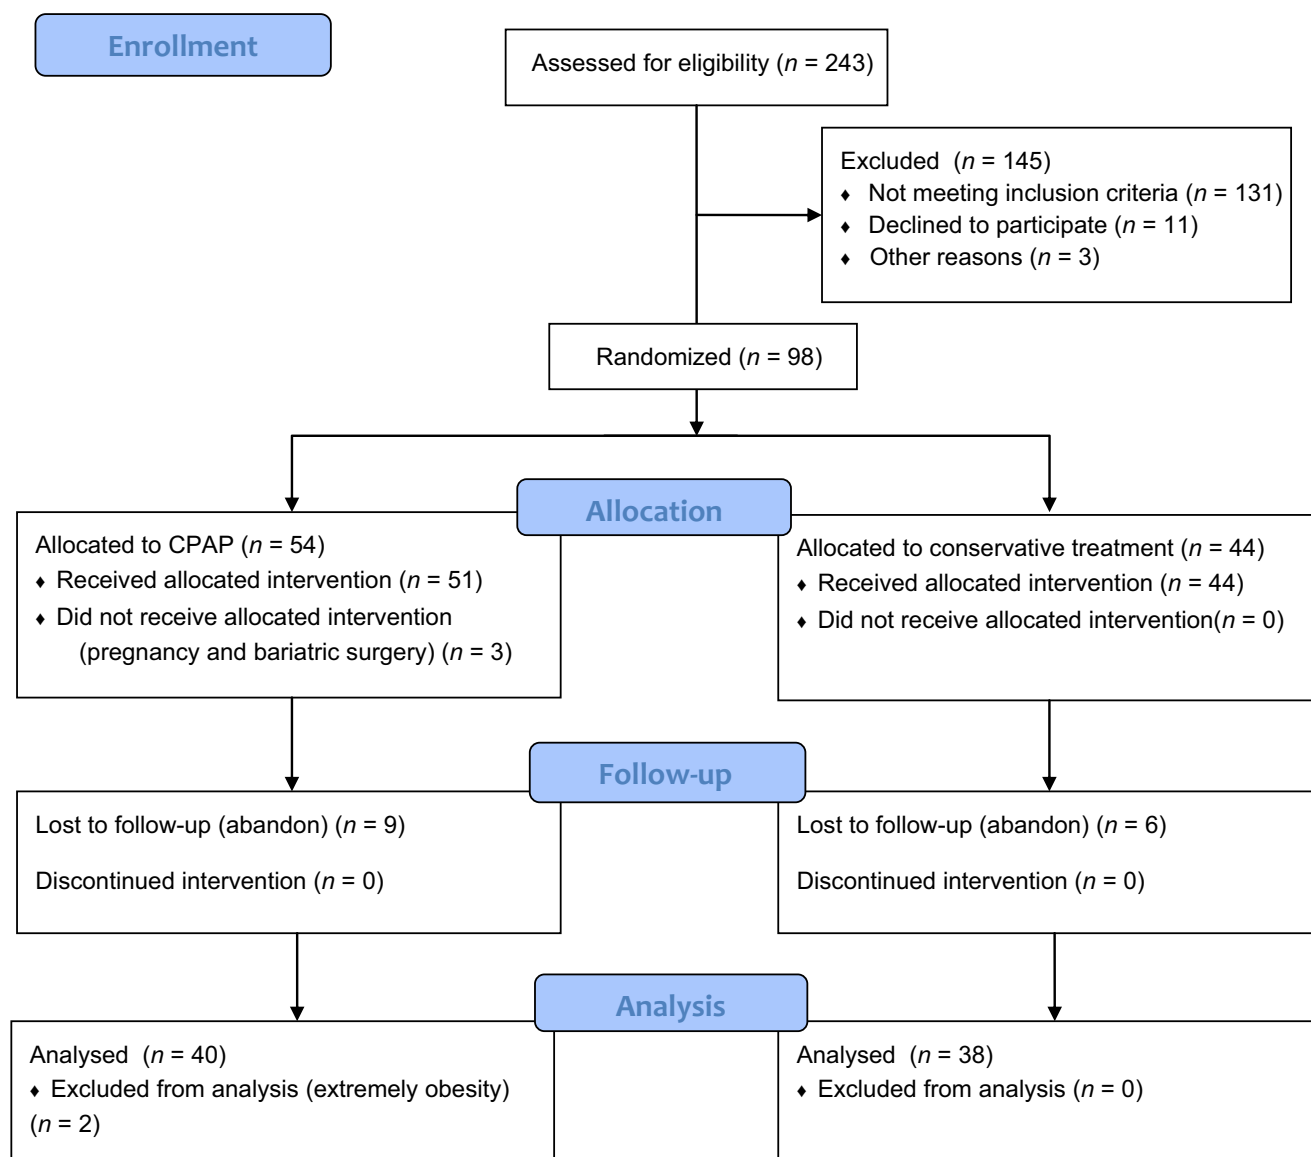 Enrollment
Assessed for eligibility (n = 243)
Excluded (n = 145)
♦ Not meeting inclusion criteria (n = 131)
♦ Declined to participate (n = 11)
♦ Other reasons (n = 3)
Randomized (n = 98)
Allocation
Allocated to CPAP (n = 54)
♦ Received allocated intervention (n = 51)
♦ Did not receive allocated intervention
(pregnancy and bariatric surgery) (n = 3)
Allocated to conservative treatment (n = 44)
♦ Received allocated intervention (n = 44)
♦ Did not receive allocated intervention(n = 0)
Follow-up
Lost to follow-up (abandon) (n = 9)
Discontinued intervention (n = 0)
Lost to follow-up (abandon) (n = 6)
Discontinued intervention (n = 0)
Analysis
Analysed (n = 40)
♦ Excluded from analysis (extremely obesity)
(n = 2)
Analysed (n = 38)
♦ Excluded from analysis (n = 0)